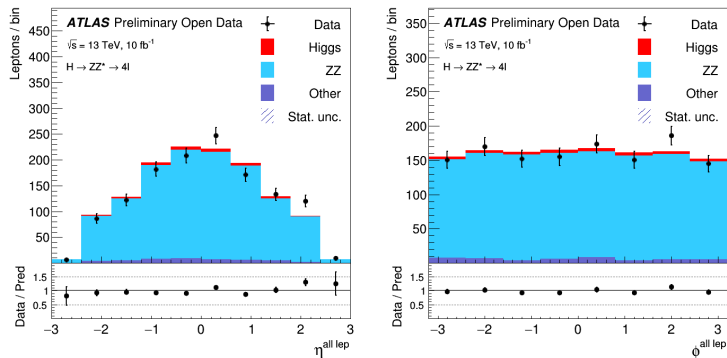 ATLAS Preliminary Open Data
√s = 13 TeV, 10 fb⁻¹
H → ZZ* → 4l
Data
Higgs
ZZ
Other
Stat. unc.
Leptons / bin
450
400
350
300
250
200
150
100
50
Data / Pred
1.5
1
0.5
−3 −2 −1 0 1 2 3
η^all lep
ATLAS Preliminary Open Data
√s = 13 TeV, 10 fb⁻¹
H → ZZ* → 4l
Data
Higgs
ZZ
Other
Stat. unc.
Leptons / bin
350
300
250
200
150
100
50
Data / Pred
1.5
1
0.5
−3 −2 −1 0 1 2 3
ϕ^all lep